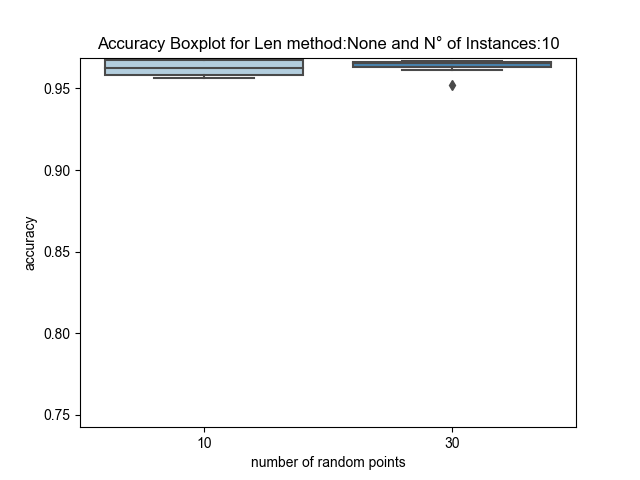 Accuracy Boxplot for Len method:None and N° of Instances:10
0.95
0.90
0.85
0.80
0.75
accuracy
10
30
number of random points